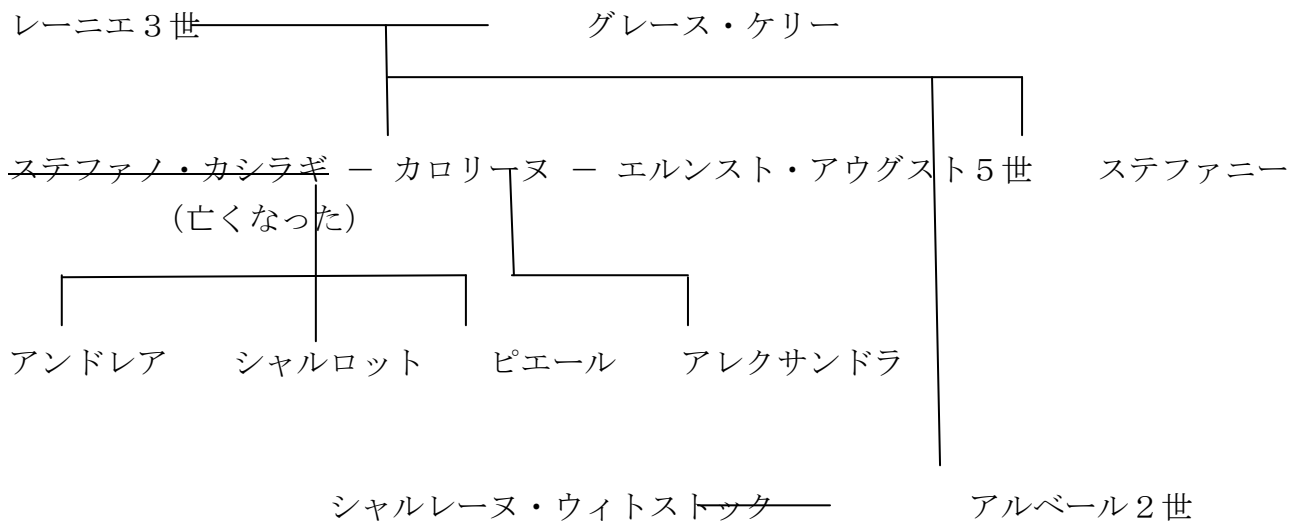 レーニエ３世 グレース・ケリー
ステファノ・カシラギ － カロリーヌ － エルンスト・アウグスト５世 ステファニー
（亡くなった）
アンドレア シャルロット ピエール アレクサンドラ
シャルレーヌ・ウィトストック アルベール２世